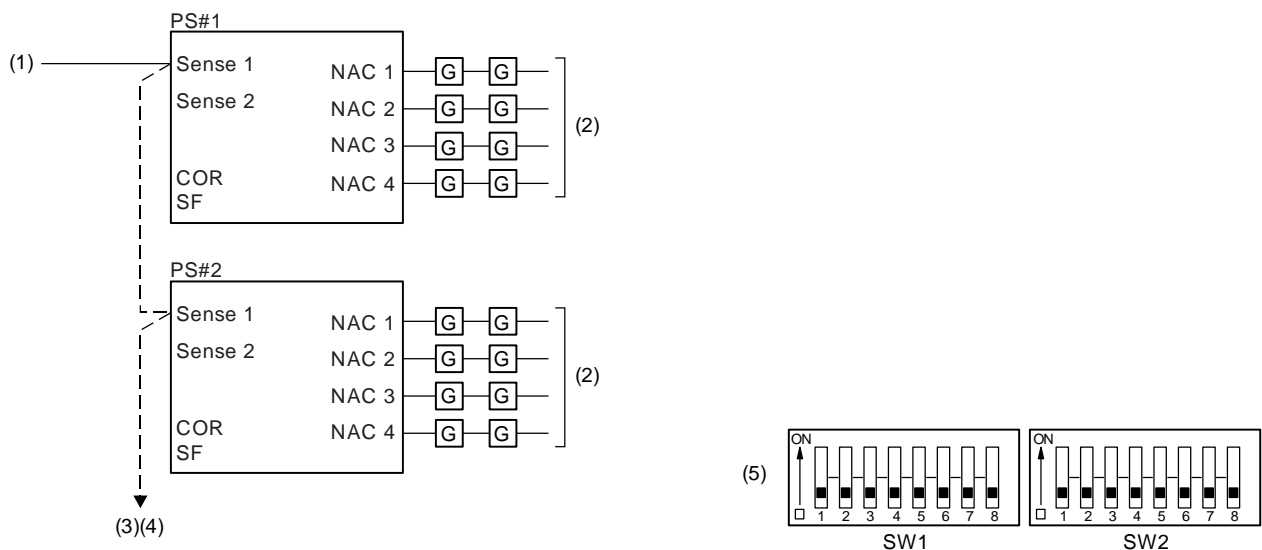 PS#1
(1) Sense 1 NAC 1 G G
Sense 2 NAC 2 G G
(2)
NAC 3 G G
COR NAC 4 G G
SF
PS#2
Sense 1 NAC 1 G G
Sense 2 NAC 2 G G
(2)
NAC 3 G G
COR NAC 4 G G
SF
(3)(4)
(5)
ON
1 2 3 4 5 6 7 8
SW1
ON
1 2 3 4 5 6 7 8
SW2